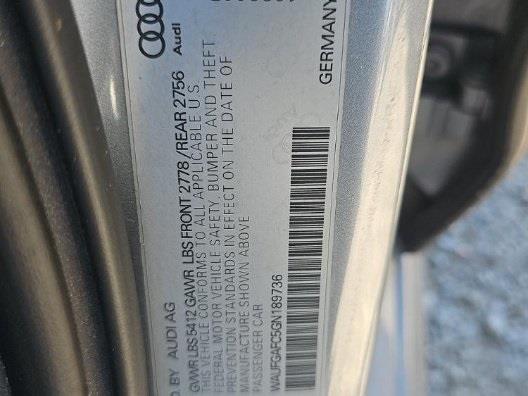 Audi
GERMANY
D. BY AUDI AG
GVWR LBS 5412 GAWR LBS FRONT 2778 / REAR 2756
THIS VEHICLE CONFORMS TO ALL APPLICABLE U.S.
FEDERAL MOTOR VEHICLE SAFETY, BUMPER AND THEFT
PREVENTION STANDARDS IN EFFECT ON THE DATE OF
MANUFACTURE SHOWN ABOVE
PASSENGER CAR
WAUFGAFC5GN189736